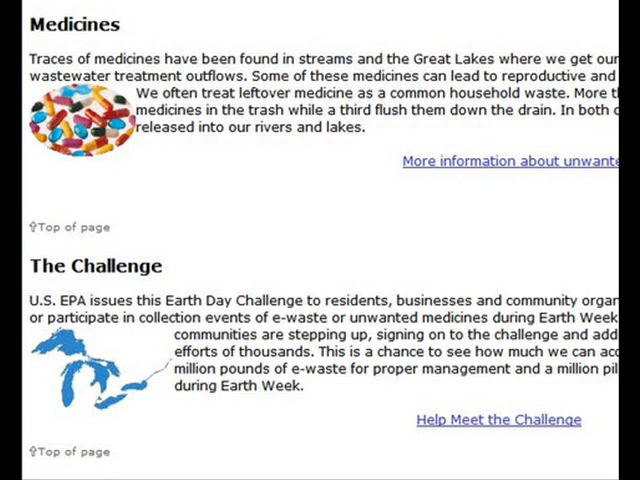 Medicines
Traces of medicines have been found in streams and the Great Lakes where we get our
wastewater treatment outflows. Some of these medicines can lead to reproductive and
We often treat leftover medicine as a common household waste. More
medicines in the trash while a third flush them down the drain. In both
released into our rivers and lakes.
More information about
⇧Top of page
The Challenge
U.S. EPA issues this Earth Day Challenge to residents, businesses and community
or participate in collection events of e-waste or unwanted medicines during Earth Week
communities are stepping up, signing on to the challenge and
efforts of thousands. This is a chance to see how much we can
million pounds of e-waste for proper management and a million
during Earth Week.
Help Meet the Challenge
⇧Top of page